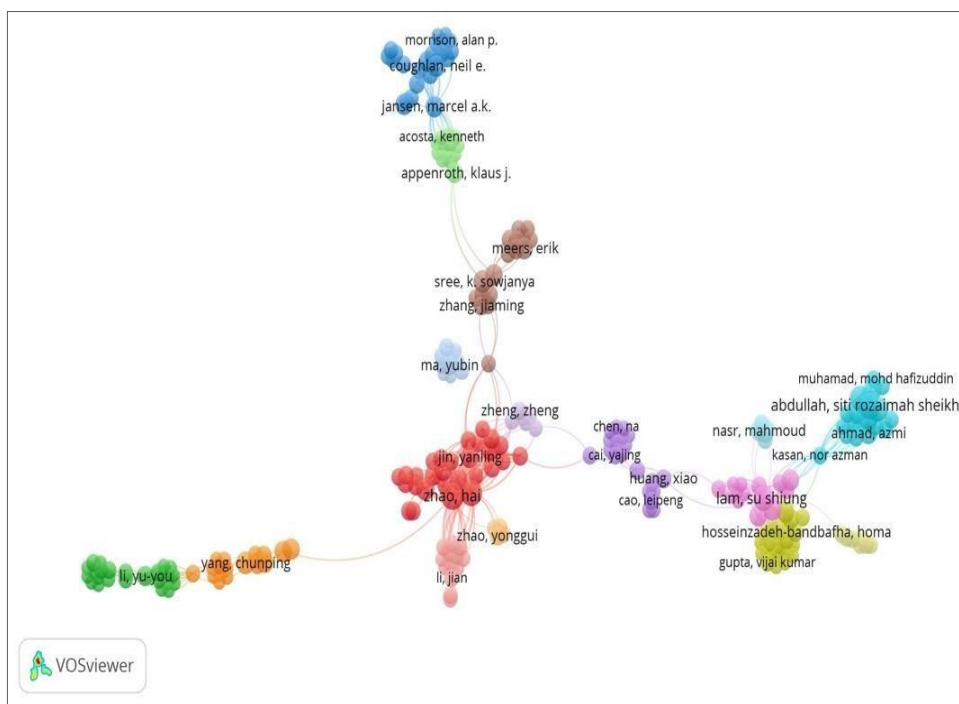 morrison, alan p.
coughlan, neil e.
jansen, marcel a.k.
acosta, kenneth
appenroth, klaus j.
meers, erik
sree, k. sowjanya
zhang, jiaming
ma, yubin
muhamad, mohd hafizuddin
abdullah, siti rozaimah sheikh
zheng, zheng
chen, na
nasr, mahmoud
ahmad, azmi
jin, yanling
cai, yajing
kasan, nor azman
huang, xiao
zhao, hai
cao, leipeng
lam, su shiung
zhao, yonggui
hosseinzadeh-bandbafha, homa
yang, chunping
gupta, vijai kumar
li, yu-you
li, jian
VOSviewer